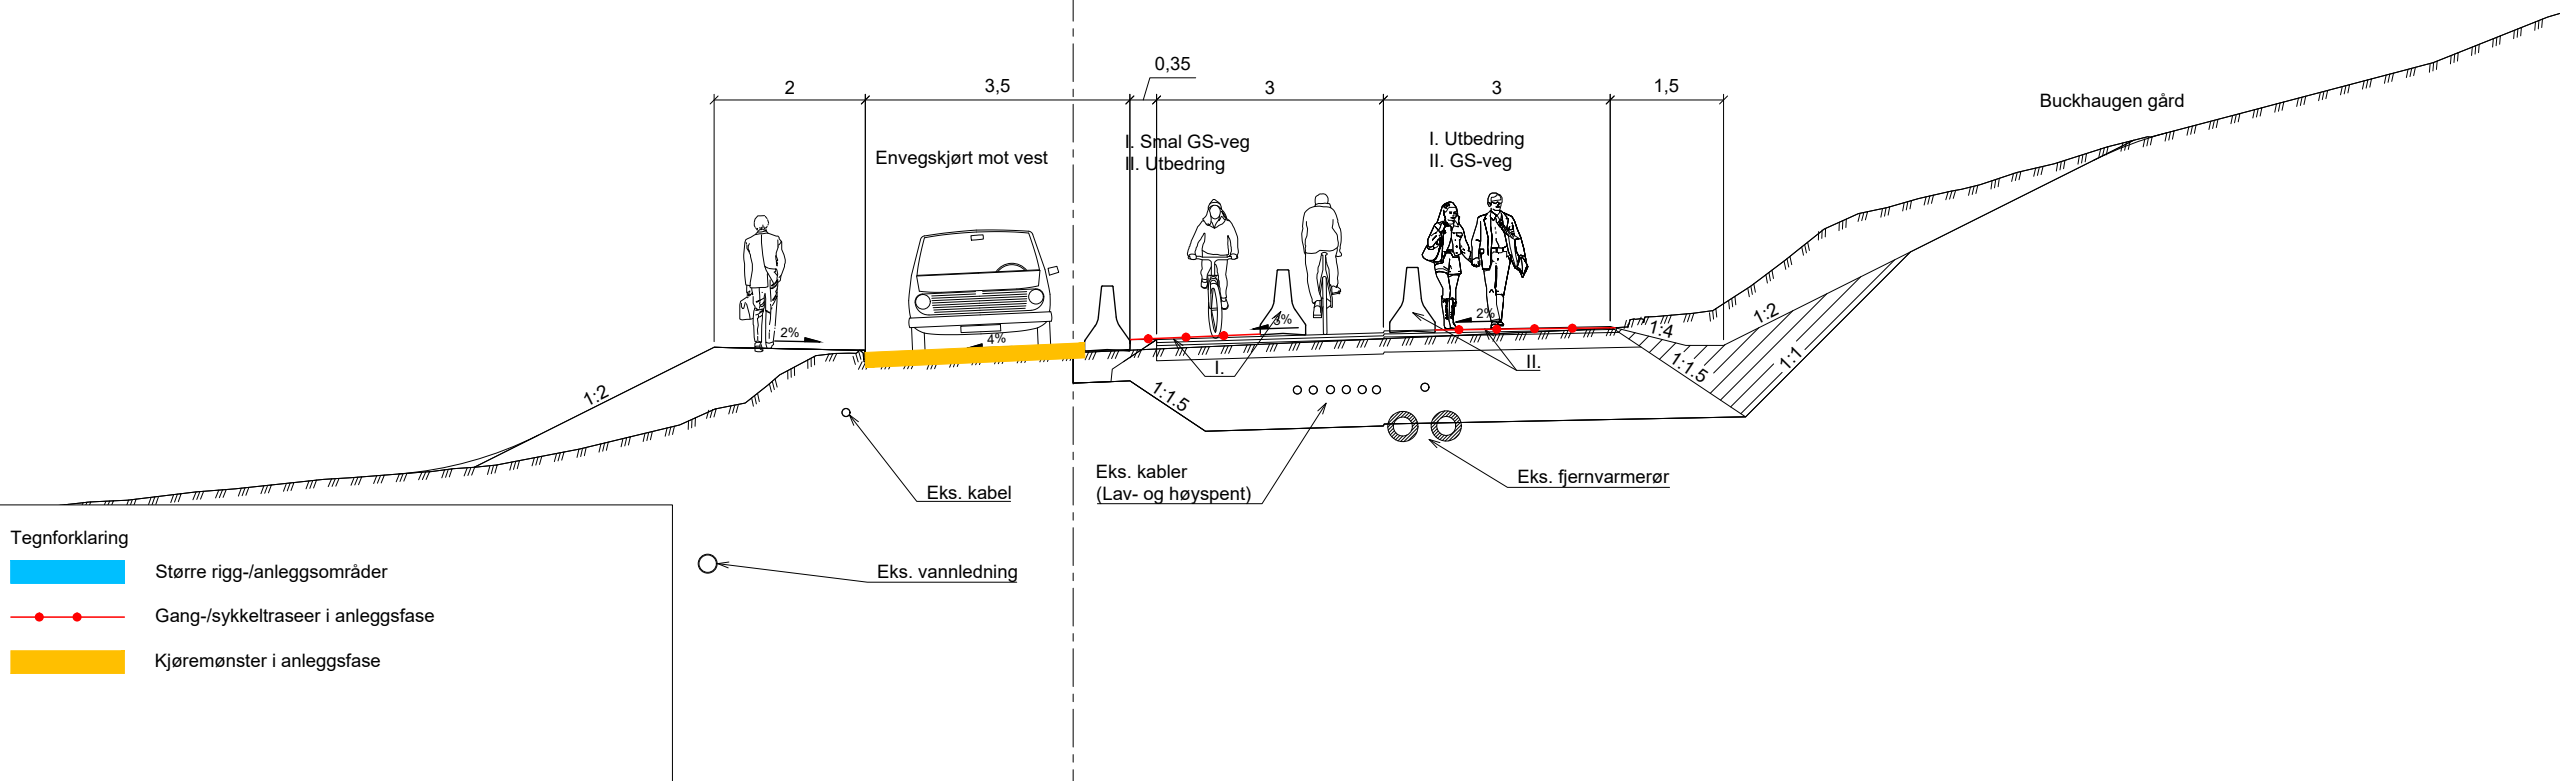 0,35
2
3,5
3
3
1,5
Buckhaugen gård
I. Smal GS-veg
II. Utbedring
I. Utbedring
II. GS-veg
Envegskjørt mot vest
2%
4%
3%
2%
1:4
1:2
1:2
1:1.5
I.
II.
1:1.5
1:1
Eks. kabler
(Lav- og høyspent)
Eks. fjernvarmerør
Eks. kabel
Eks. vannledning
Tegnforklaring
Større rigg-/anleggsområder
Gang-/sykkeltraseer i anleggsfase
Kjøremønster i anleggsfase